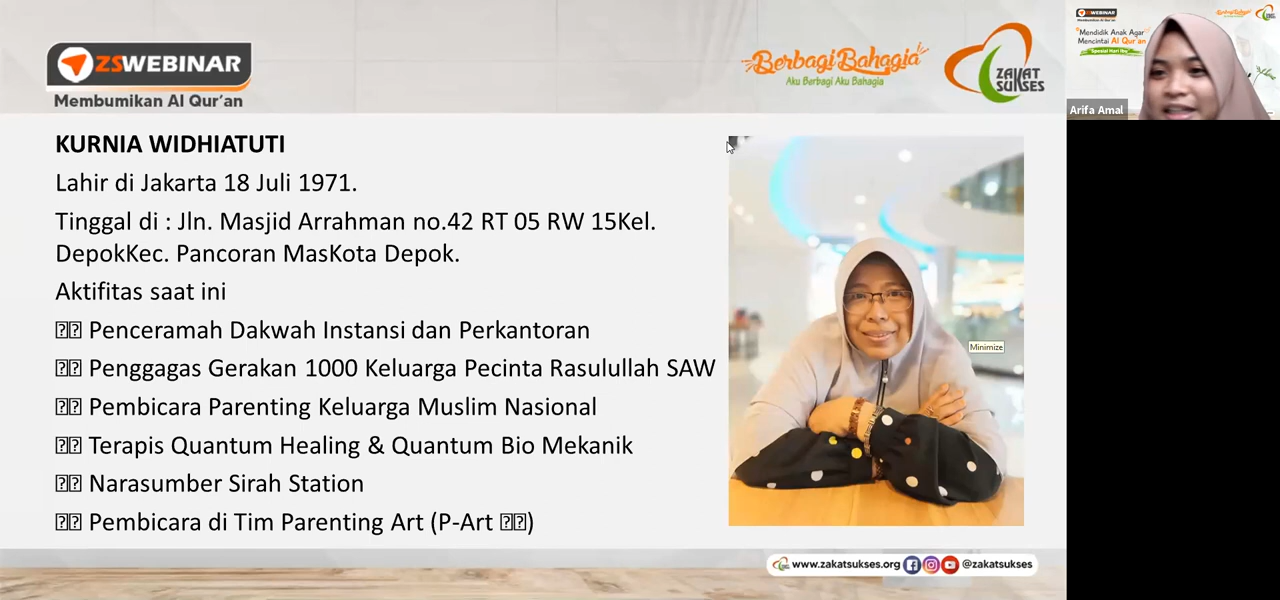 ZSWEBINAR
Membumikan Al Qur'an
Berbagi Bahagia
Aku Berbagi Aku Bahagia
ZAKAT
SUKSES
KURNIA WIDHIATUTI
Lahir di Jakarta 18 Juli 1971.
Tinggal di : Jln. Masjid Arrahman no.42 RT 05 RW 15Kel.
DepokKec. Pancoran MasKota Depok.
Aktifitas saat ini
Penceramah Dakwah Instansi dan Perkantoran
Penggagas Gerakan 1000 Keluarga Pecinta Rasulullah SAW
Pembicara Parenting Keluarga Muslim Nasional
Terapis Quantum Healing & Quantum Bio Mekanik
Narasumber Sirah Station
Pembicara di Tim Parenting Art (P-Art )
Minimize
www.zakatsukses.org @zakatsukses
WEBINAR
Mendidik Anak Agar
Mencintai Al Qur'an
Spesial Hari Ibu
Arifa Amal